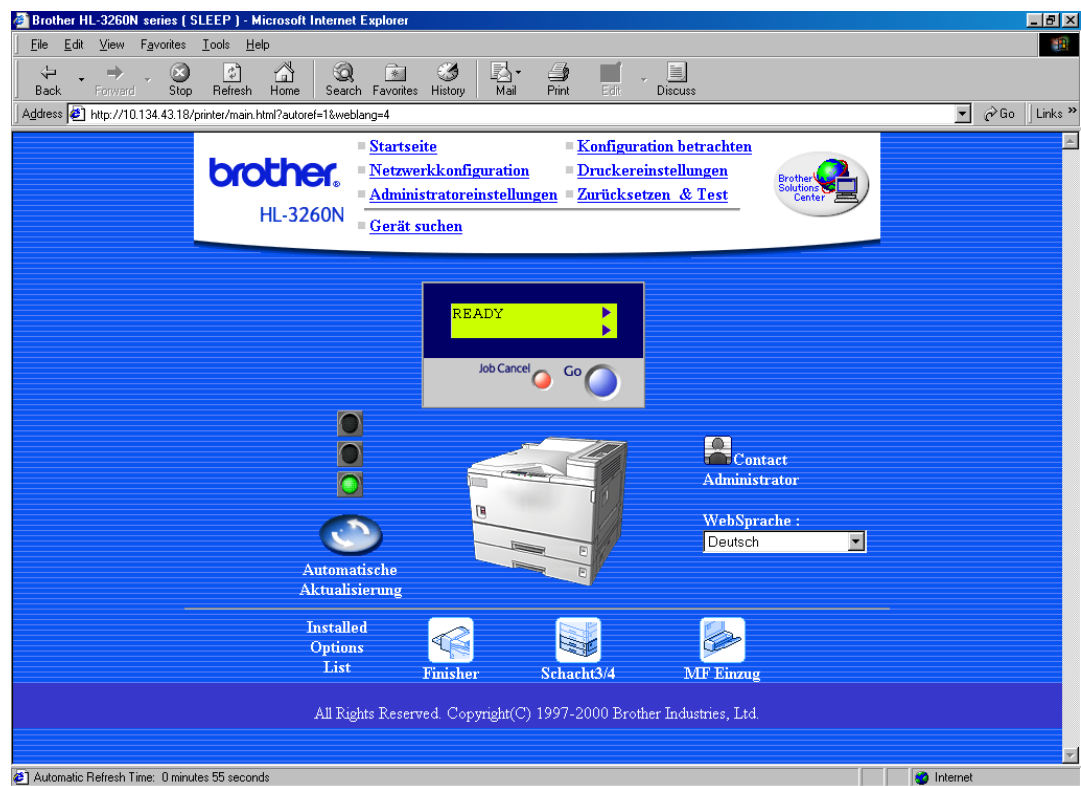 Brother HL-3260N series ( SLEEP ) - Microsoft Internet Explorer
File Edit View Favorites Tools Help
Back Forward Stop Refresh Home Search Favorites History Mail Print Edit Discuss
Address http://10.134.43.18/printer/main.html?autoref=1&weblang=4 Go Links »
brother®
HL-3260N
Startseite Konfiguration betrachten
Netzwerkkonfiguration Druckereinstellungen
Administratoreinstellungen Zurücksetzen & Test
Gerät suchen
Brother
Solutions
Center
READY
Job Cancel Go
Contact
Administrator
WebSprache :
Deutsch
Automatische
Aktualisierung
Installed
Options
List
Finisher Schacht3/4 MF Einzug
All Rights Reserved. Copyright(C) 1997-2000 Brother Industries, Ltd.
Automatic Refresh Time: 0 minutes 55 seconds Internet